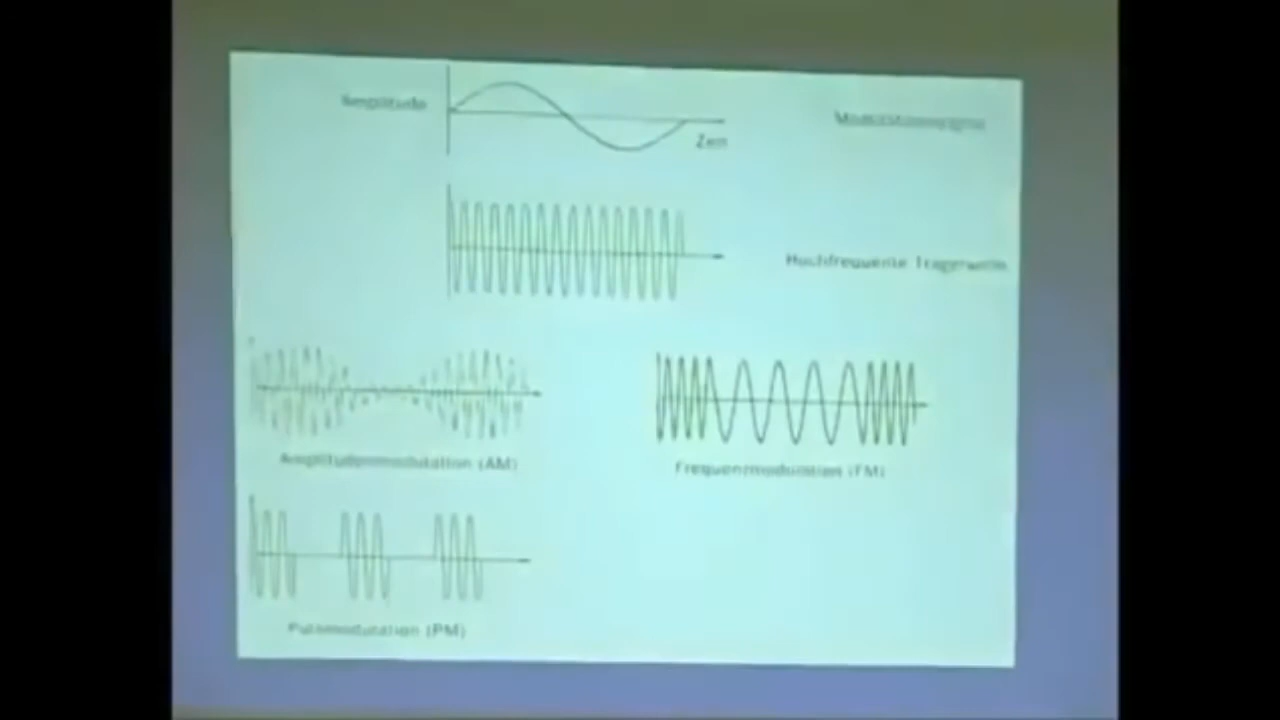 Amplitude
Zeit
Hochfrequente Trägerwelle
Amplitudenmodulation (AM)
Frequenzmodulation (FM)
Pulsmodulation (PM)